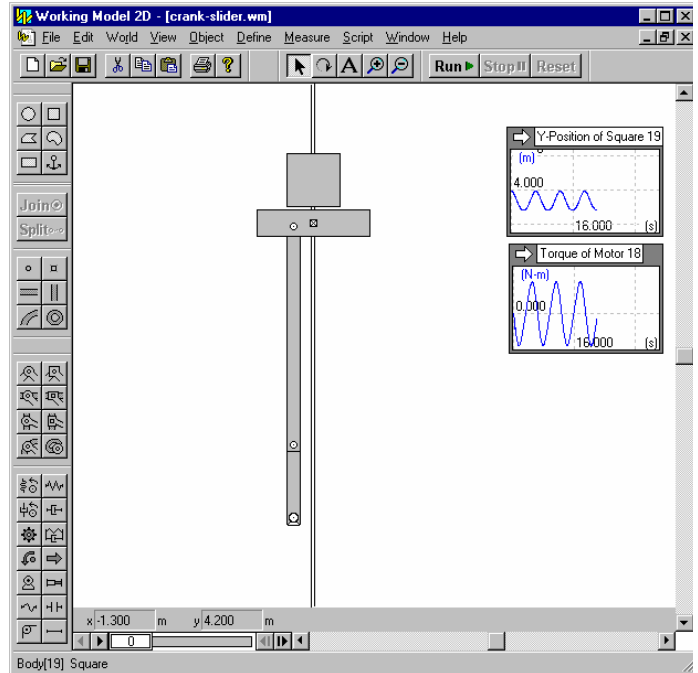 Working Model 2D - [crank-slider.wm]
File Edit World View Object Define Measure Script Window Help
A Run Stop Reset
Join
Split
Y-Position of Square 19
(m)
4.000
16.000 (s)
Torque of Motor 18
(N-m)
0.000
16.000 (s)
x -1.300 m y 4.200 m
0
Body[19] Square